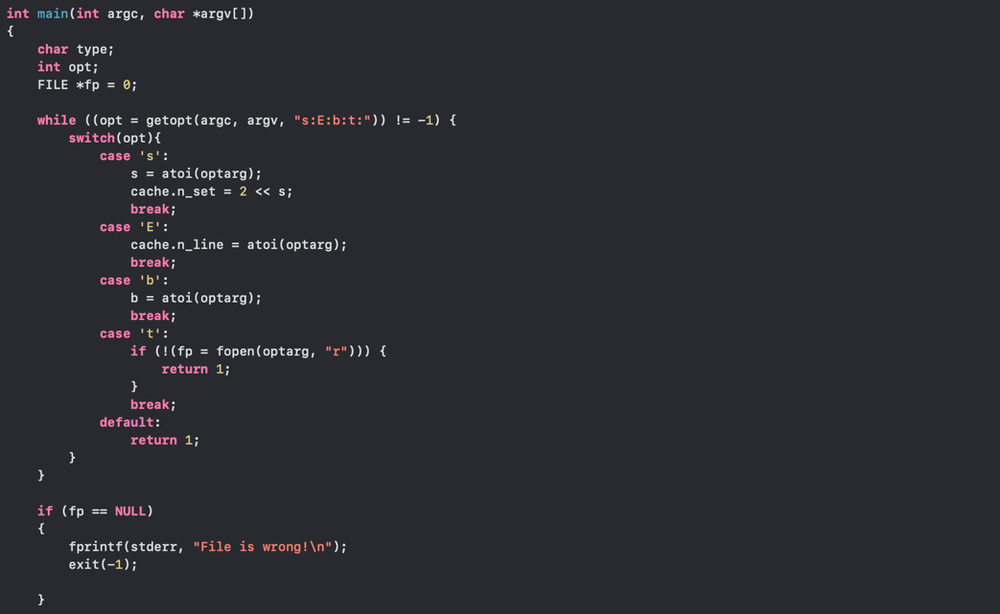 int main(int argc, char *argv[])
{
    char type;
    int opt;
    FILE *fp = 0;

    while ((opt = getopt(argc, argv, "s:E:b:t:")) != -1) {
        switch(opt){
            case 's':
                s = atoi(optarg);
                cache.n_set = 2 << s;
                break;
            case 'E':
                cache.n_line = atoi(optarg);
                break;
            case 'b':
                b = atoi(optarg);
                break;
            case 't':
                if (!(fp = fopen(optarg, "r"))) {
                    return 1;
                }
                break;
            default:
                return 1;
        }
    }

    if (fp == NULL)
    {
        fprintf(stderr, "File is wrong!\n");
        exit(-1);

    }